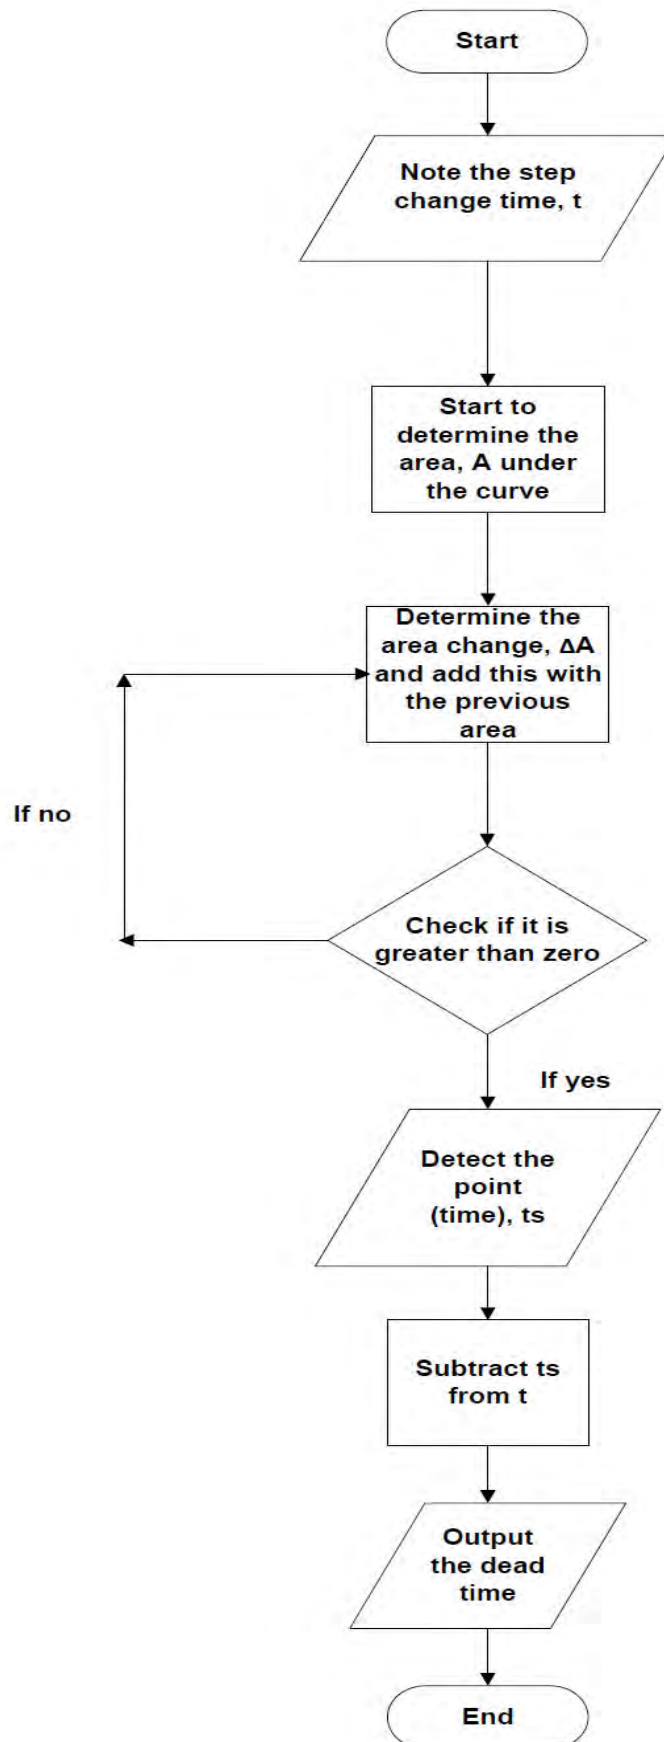 Start
Note the step
change time, t
Start to
determine the
area, A under
the curve
Determine the
area change, ΔA
and add this with
the previous
area
If no
Check if it is
greater than zero
If yes
Detect the
point
(time), ts
Subtract ts
from t
Output
the dead
time
End